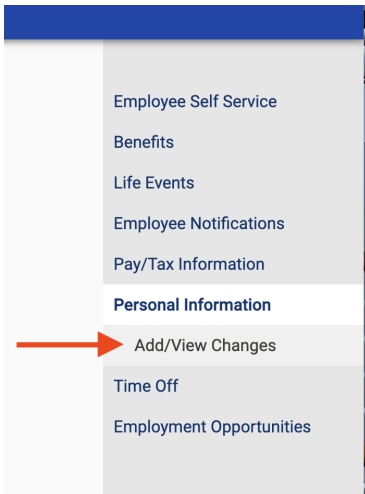 Employee Self Service
Benefits
Life Events
Employee Notifications
Pay/Tax Information
Personal Information
Add/View Changes
Time Off
Employment Opportunities